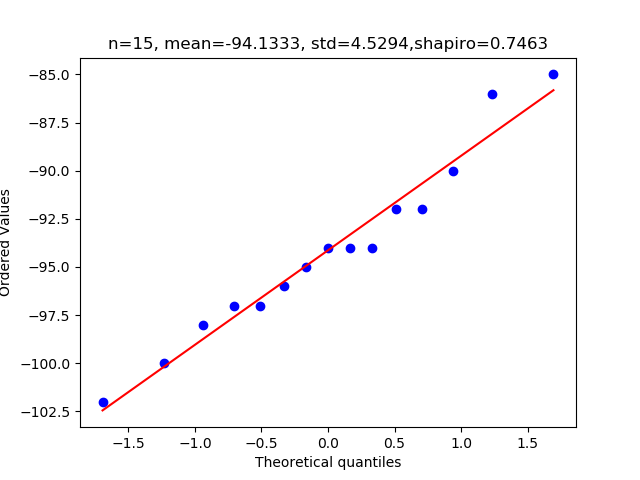 n=15, mean=-94.1333, std=4.5294,shapiro=0.7463
−85.0
−87.5
−90.0
−92.5
−95.0
−97.5
−100.0
−102.5
Ordered Values
−1.5 −1.0 −0.5 0.0 0.5 1.0 1.5
Theoretical quantiles